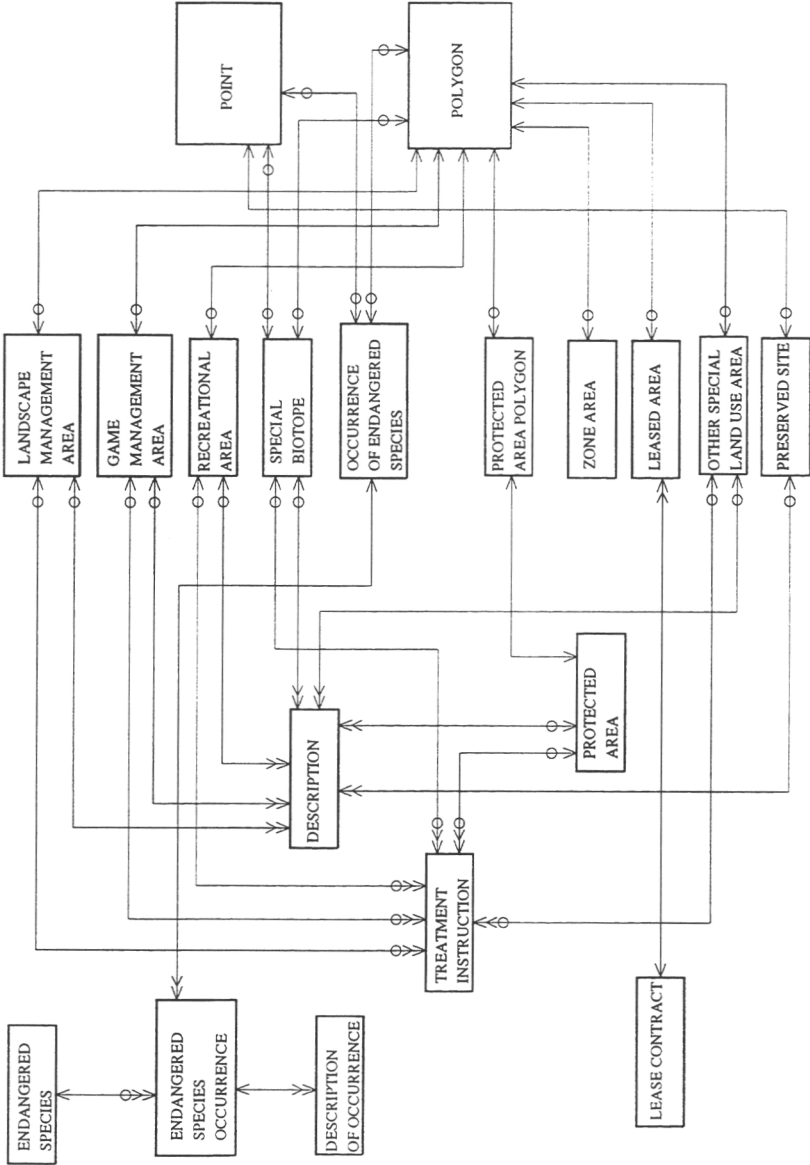 POINT
POLYGON
LANDSCAPE
MANAGEMENT
AREA
GAME
MANAGEMENT
AREA
RECREATIONAL
AREA
SPECIAL
BIOTOPE
OCCURRENCE
OF ENDANGERED
SPECIES
PROTECTED
AREA POLYGON
ZONE AREA
LEASED AREA
OTHER SPECIAL
LAND USE AREA
PRESERVED SITE
DESCRIPTION
PROTECTED
AREA
TREATMENT
INSTRUCTION
ENDANGERED
SPECIES
ENDANGERED
SPECIES
OCCURRENCE
DESCRIPTION
OF OCCURRENCE
LEASE CONTRACT